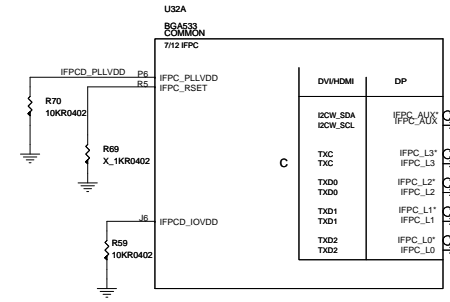 U32A
BGA533
COMMON
7/12 IFPC
IFPCD_PLLVDD P6 IFPC_PLLVDD
R5 IFPC_RSET
R70
10KR0402
R69
X_1KR0402
J6 IFPCD_IOVDD
R59
10KR0402
C
DVI/HDMI DP
I2CW_SDA IFPC_AUX*
I2CW_SCL IFPC_AUX
TXC IFPC_L3*
TXC IFPC_L3
TXD0 IFPC_L2*
TXD0 IFPC_L2
TXD1 IFPC_L1*
TXD1 IFPC_L1
TXD2 IFPC_L0*
TXD2 IFPC_L0